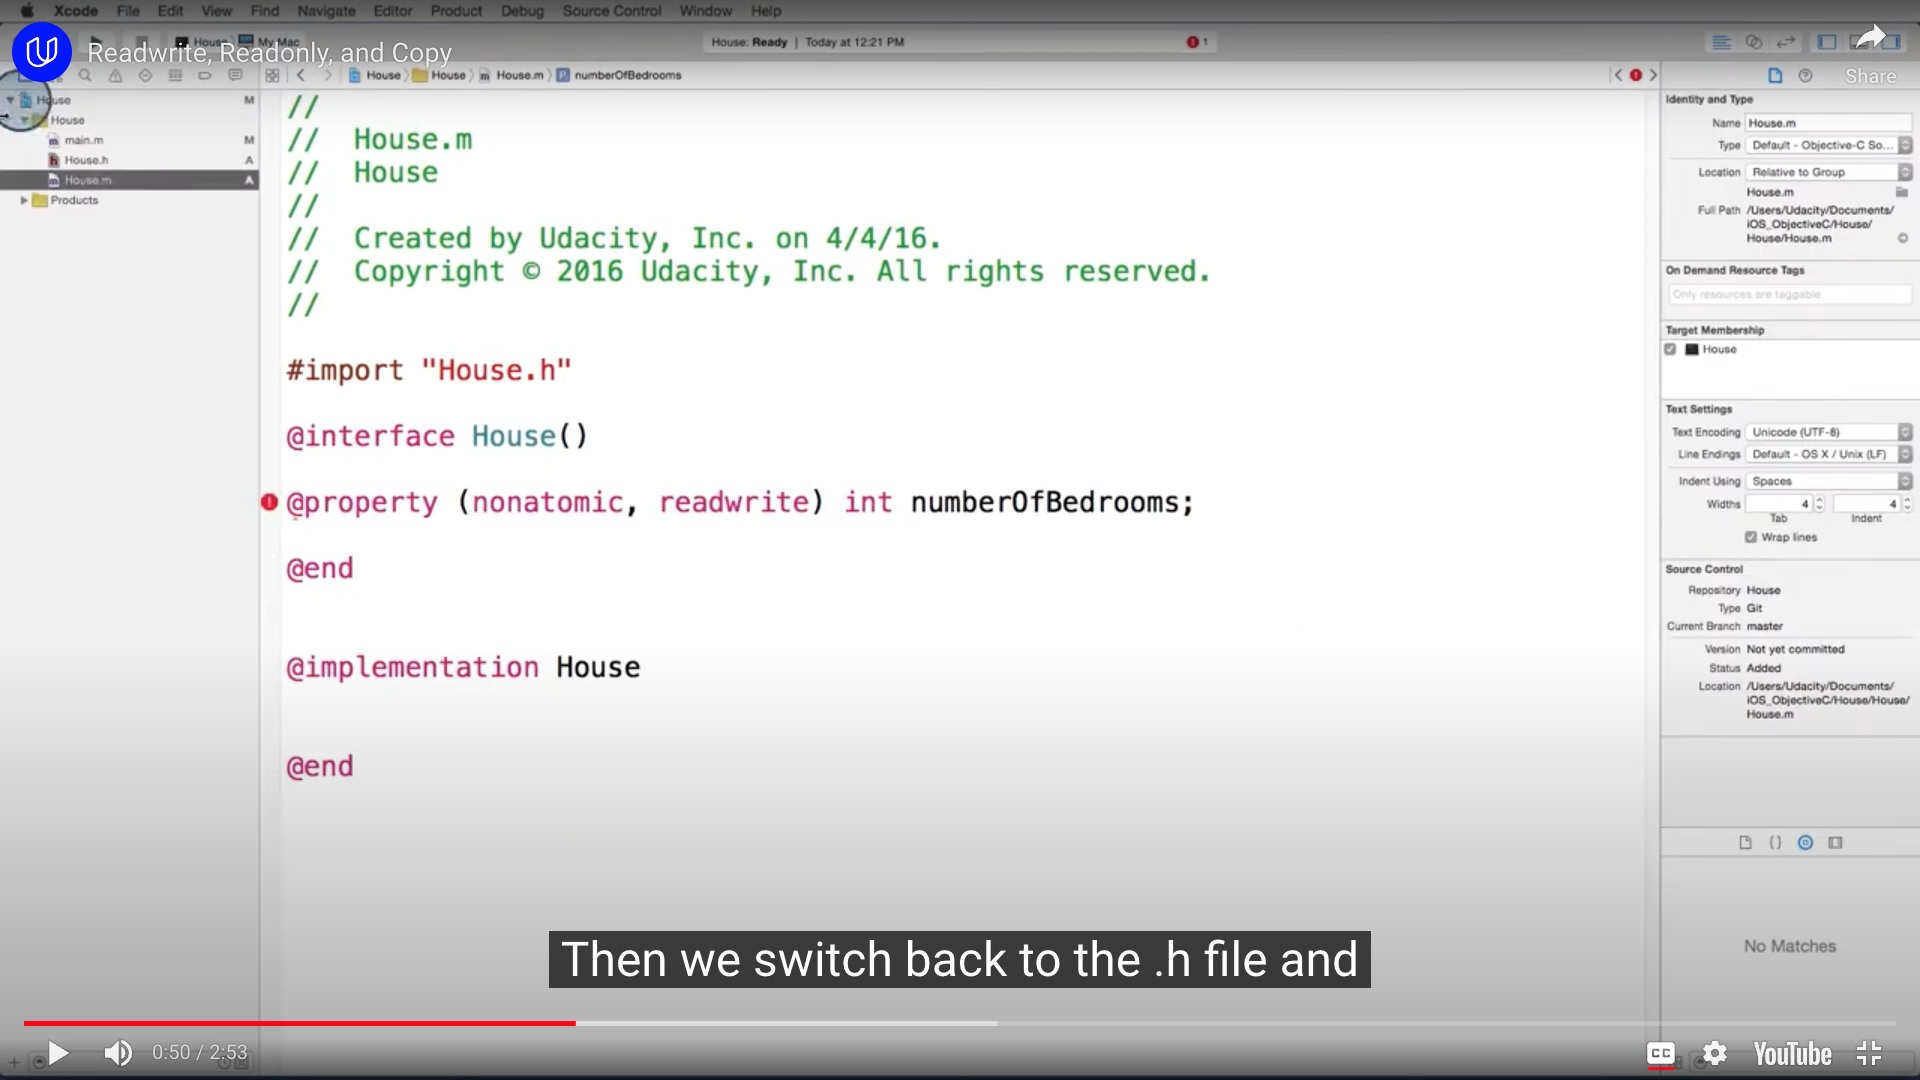 Xcode File Edit View Find Navigate Editor Product Debug Source Control Window Help
Readwrite, Readonly, and Copy
House My Mac
House: Ready | Today at 12:21 PM
1
Share
House House House.m numberOfBedrooms
House M
House
main.m M
House.h A
House.m A
Products
//
// House.m
// House
//
// Created by Udacity, Inc. on 4/4/16.
// Copyright © 2016 Udacity, Inc. All rights reserved.
//
#import "House.h"
@interface House()
@property (nonatomic, readwrite) int numberOfBedrooms;
@end
@implementation House
@end
Identity and Type
Name House.m
Type Default - Objective-C So...
Location Relative to Group
House.m
Full Path /Users/Udacity/Documents/
iOS_ObjectiveC/House/
House/House.m
On Demand Resource Tags
Only resources are taggable
Target Membership
House
Text Settings
Text Encoding Unicode (UTF-8)
Line Endings Default - OS X / Unix (LF)
Indent Using Spaces
Widths 4 4
Tab Indent
Wrap lines
Source Control
Repository House
Type Git
Current Branch master
Version Not yet committed
Status Added
Location /Users/Udacity/Documents/
iOS_ObjectiveC/House/House/
House.m
No Matches
Then we switch back to the .h file and
0:50 / 2:53
CC
YouTube